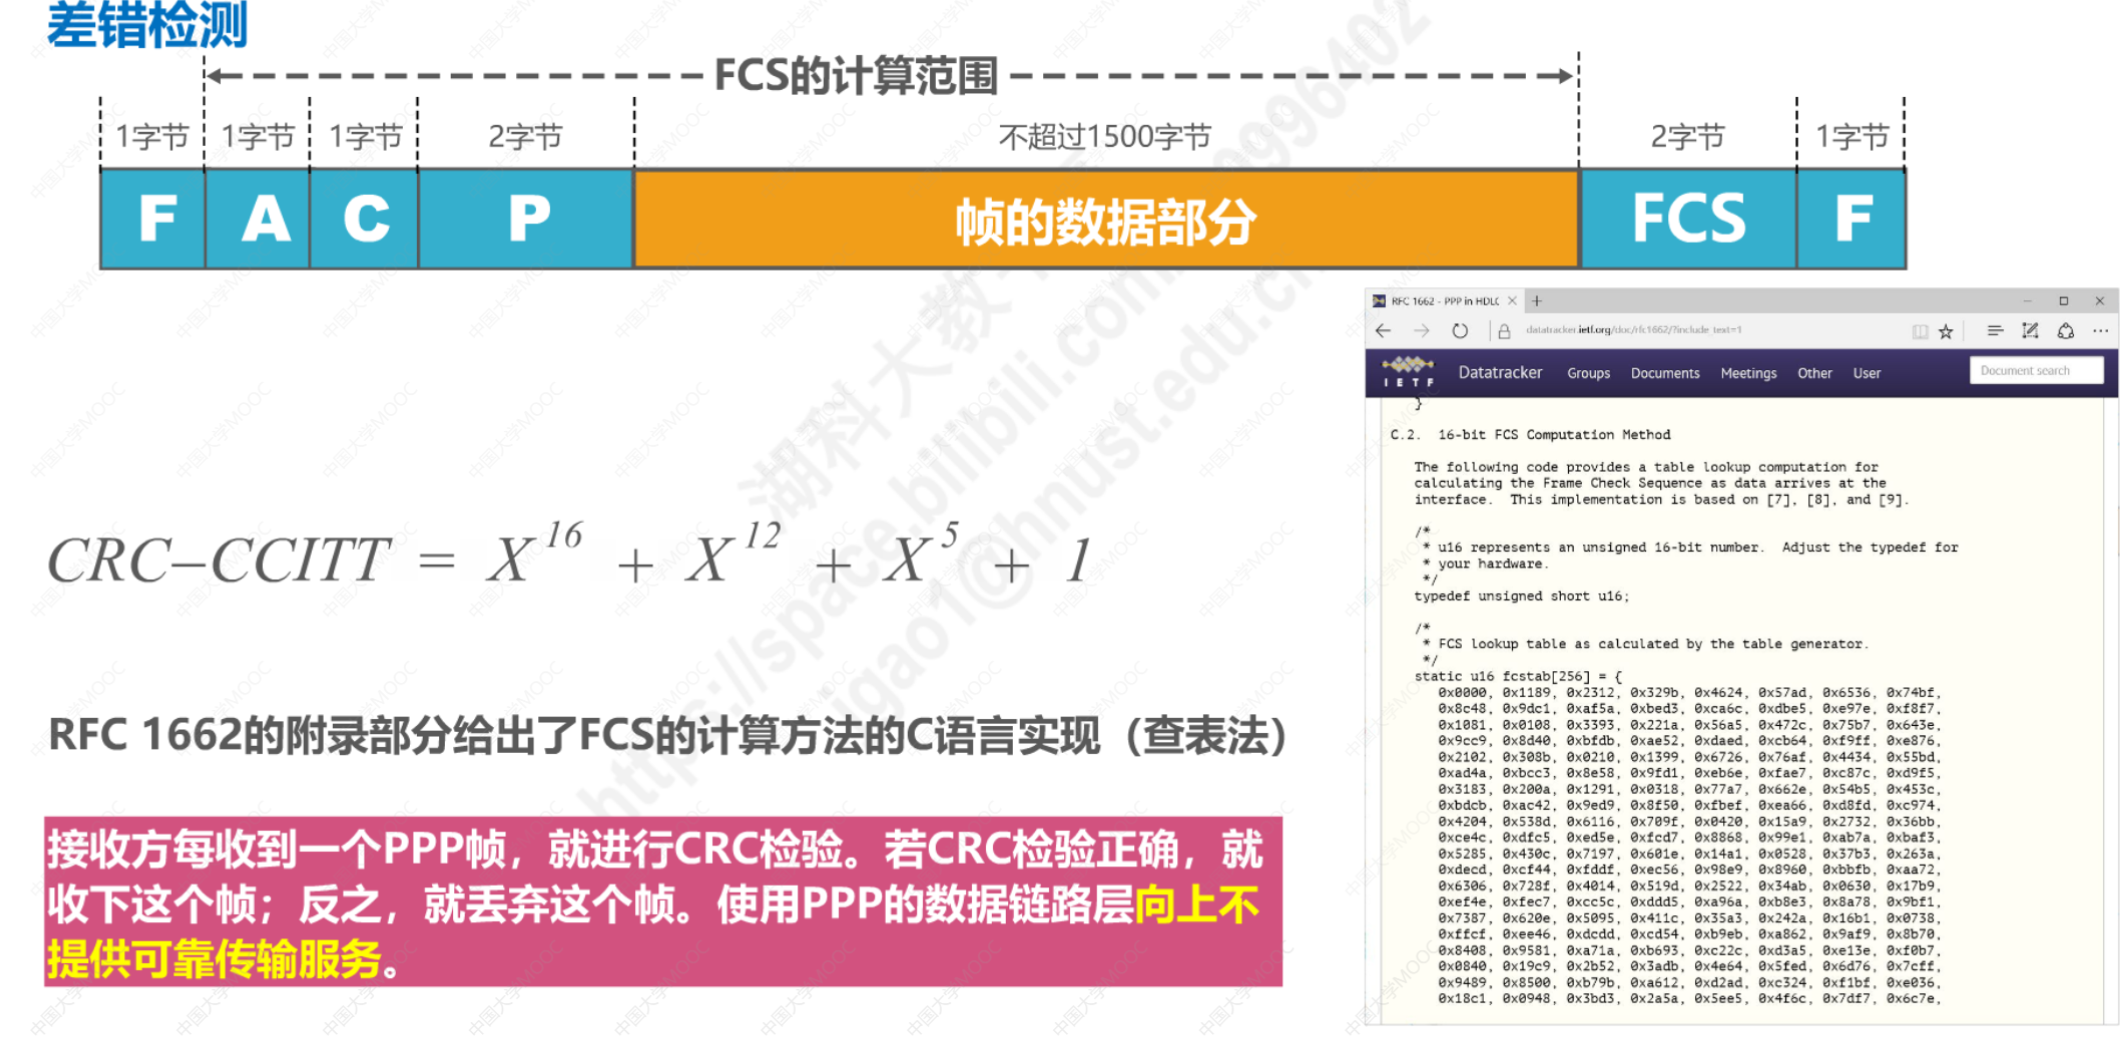 差错检测
FCS的计算范围
1字节 1字节 1字节 2字节 不超过1500字节 2字节 1字节
F A C P 帧的数据部分 FCS F
CRC–CCITT = X^16 + X^12 + X^5 + 1
RFC 1662的附录部分给出了FCS的计算方法的C语言实现（查表法）
接收方每收到一个PPP帧，就进行CRC检验。若CRC检验正确，就
收下这个帧；反之，就丢弃这个帧。使用PPP的数据链路层向上不
提供可靠传输服务。
RFC 1662 - PPP in HDLC
datatracker.ietf.org/doc/rfc1662/?include_text=1
IETF Datatracker Groups Documents Meetings Other User Document search
}
C.2. 16-bit FCS Computation Method
The following code provides a table lookup computation for
calculating the Frame Check Sequence as data arrives at the
interface. This implementation is based on [7], [8], and [9].
/*
* u16 represents an unsigned 16-bit number. Adjust the typedef for
* your hardware.
*/
typedef unsigned short u16;
/*
* FCS lookup table as calculated by the table generator.
*/
static u16 fcstab[256] = {
0x0000, 0x1189, 0x2312, 0x329b, 0x4624, 0x57ad, 0x6536, 0x74bf,
0x8c48, 0x9dc1, 0xaf5a, 0xbed3, 0xca6c, 0xdbe5, 0xe97e, 0xf8f7,
0x1081, 0x0108, 0x3393, 0x221a, 0x56a5, 0x472c, 0x75b7, 0x643e,
0x9cc9, 0x8d40, 0xbfdb, 0xae52, 0xdaed, 0xcb64, 0xf9ff, 0xe876,
0x2102, 0x308b, 0x0210, 0x1399, 0x6726, 0x76af, 0x4434, 0x55bd,
0xad4a, 0xbcc3, 0x8e58, 0x9fd1, 0xeb6e, 0xfae7, 0xc87c, 0xd9f5,
0x3183, 0x200a, 0x1291, 0x0318, 0x77a7, 0x662e, 0x54b5, 0x453c,
0xbdcb, 0xac42, 0x9ed9, 0x8f50, 0xfbef, 0xea66, 0xd8fd, 0xc974,
0x4204, 0x538d, 0x6116, 0x709f, 0x0420, 0x15a9, 0x2732, 0x36bb,
0xce4c, 0xdfc5, 0xed5e, 0xfcd7, 0x8868, 0x99e1, 0xab7a, 0xbaf3,
0x5285, 0x430c, 0x7197, 0x601e, 0x14a1, 0x0528, 0x37b3, 0x263a,
0xdecd, 0xcf44, 0xfddf, 0xec56, 0x98e9, 0x8960, 0xbbfb, 0xaa72,
0x6306, 0x728f, 0x4014, 0x519d, 0x2522, 0x34ab, 0x0630, 0x17b9,
0xef4e, 0xfec7, 0xcc5c, 0xddd5, 0xa96a, 0xb8e3, 0x8a78, 0x9bf1,
0x7387, 0x620e, 0x5095, 0x411c, 0x35a3, 0x242a, 0x16b1, 0x0738,
0xffcf, 0xee46, 0xdcdd, 0xcd54, 0xb9eb, 0xa862, 0x9af9, 0x8b70,
0x8408, 0x9581, 0xa71a, 0xb693, 0xc22c, 0xd3a5, 0xe13e, 0xf0b7,
0x0840, 0x19c9, 0x2b52, 0x3adb, 0x4e64, 0x5fed, 0x6d76, 0x7cff,
0x9489, 0x8500, 0xb79b, 0xa612, 0xd2ad, 0xc324, 0xf1bf, 0xe036,
0x18c1, 0x0948, 0x3bd3, 0x2a5a, 0x5ee5, 0x4f6c, 0x7df7, 0x6c7e,